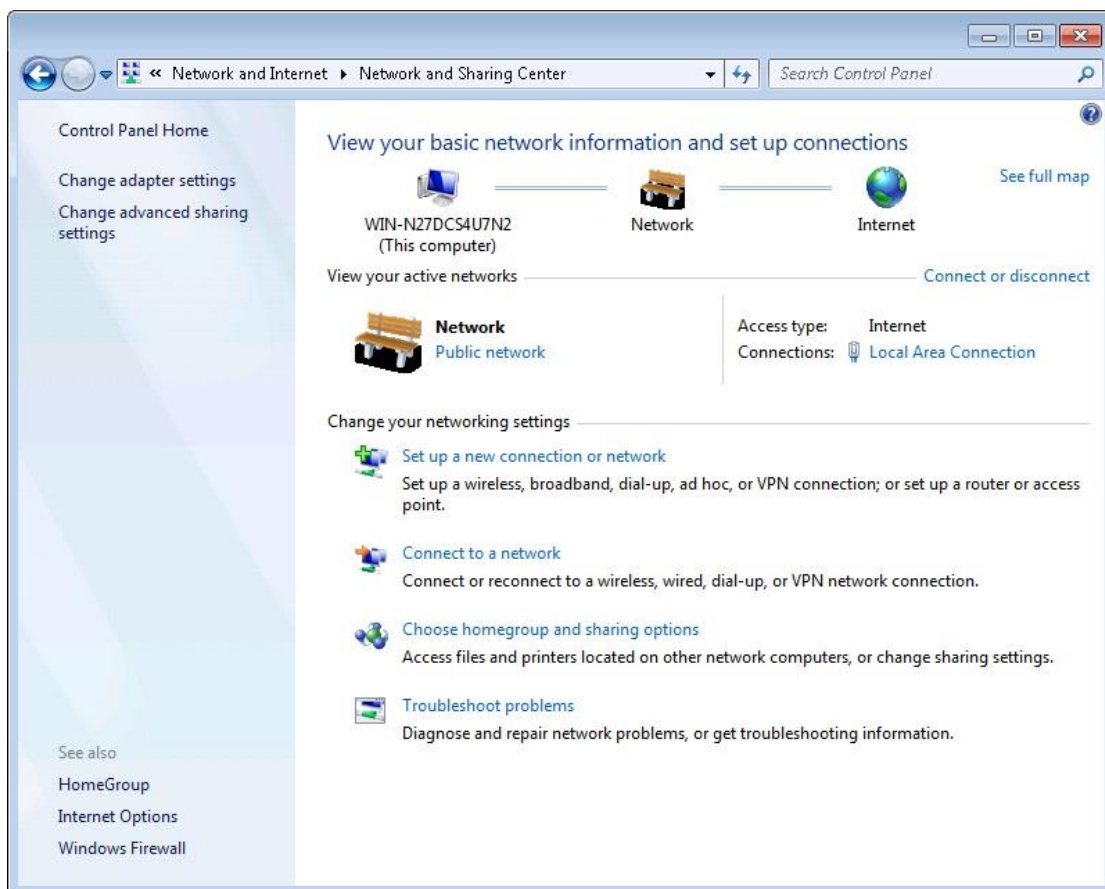 « Network and Internet ▸ Network and Sharing Center
Search Control Panel
Control Panel Home
Change adapter settings
Change advanced sharing
settings
See also
HomeGroup
Internet Options
Windows Firewall
View your basic network information and set up connections
See full map
WIN-N27DCS4U7N2
(This computer)
Network
Internet
View your active networks
Connect or disconnect
Network
Public network
Access type: Internet
Connections: Local Area Connection
Change your networking settings
Set up a new connection or network
Set up a wireless, broadband, dial-up, ad hoc, or VPN connection; or set up a router or access
point.
Connect to a network
Connect or reconnect to a wireless, wired, dial-up, or VPN network connection.
Choose homegroup and sharing options
Access files and printers located on other network computers, or change sharing settings.
Troubleshoot problems
Diagnose and repair network problems, or get troubleshooting information.